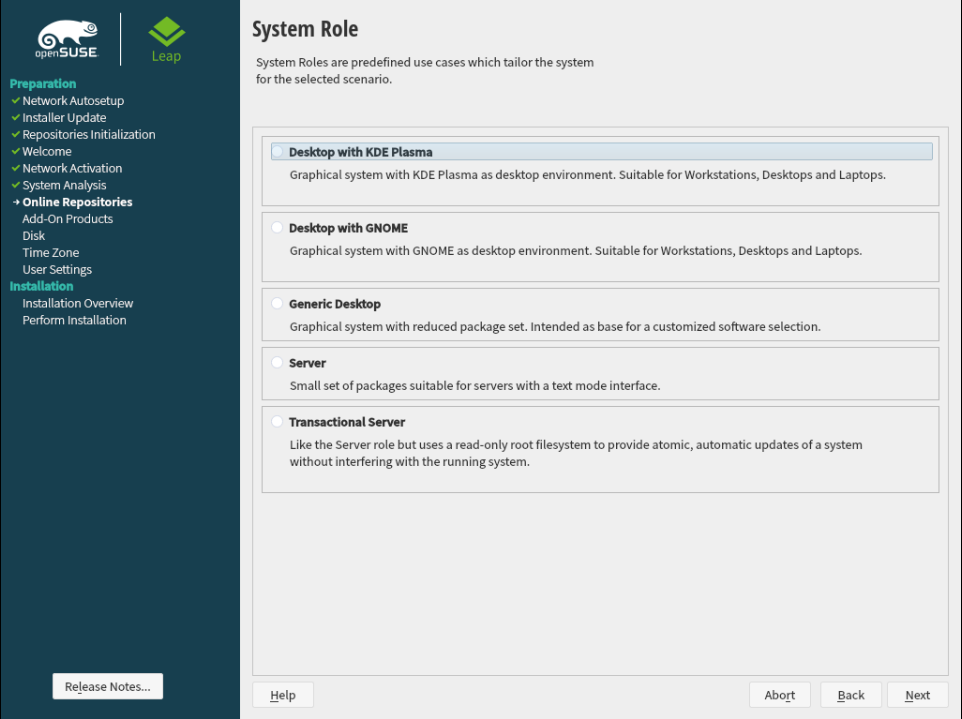 openSUSE
Leap
Preparation
Network Autosetup
Installer Update
Repositories Initialization
Welcome
Network Activation
System Analysis
Online Repositories
Add-On Products
Disk
Time Zone
User Settings
Installation
Installation Overview
Perform Installation
Release Notes...
System Role
System Roles are predefined use cases which tailor the system
for the selected scenario.
Desktop with KDE Plasma
Graphical system with KDE Plasma as desktop environment. Suitable for Workstations, Desktops and Laptops.
Desktop with GNOME
Graphical system with GNOME as desktop environment. Suitable for Workstations, Desktops and Laptops.
Generic Desktop
Graphical system with reduced package set. Intended as base for a customized software selection.
Server
Small set of packages suitable for servers with a text mode interface.
Transactional Server
Like the Server role but uses a read-only root filesystem to provide atomic, automatic updates of a system
without interfering with the running system.
Help
Abort
Back
Next